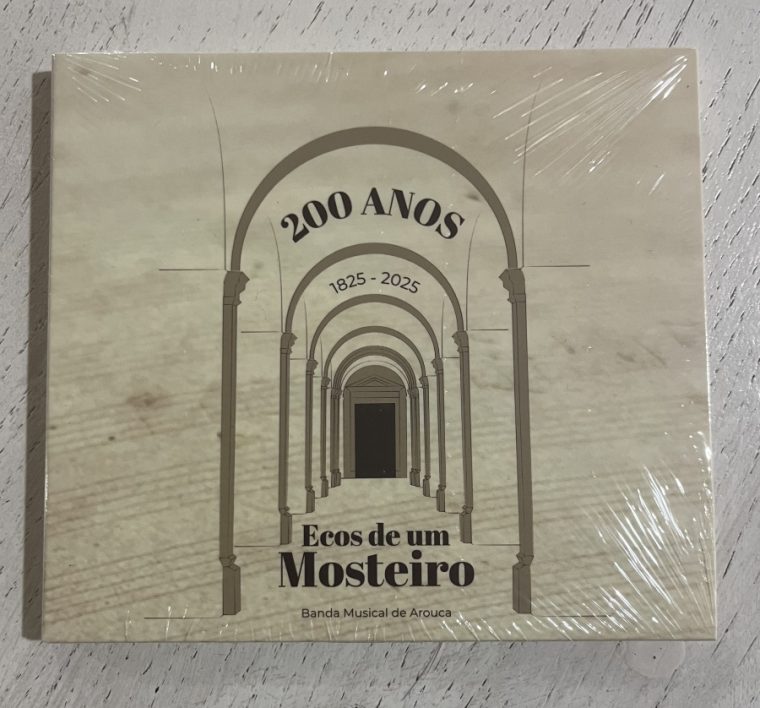 200 ANOS
1825 - 2025
Ecos de um
Mosteiro
Banda Musical de Arouca